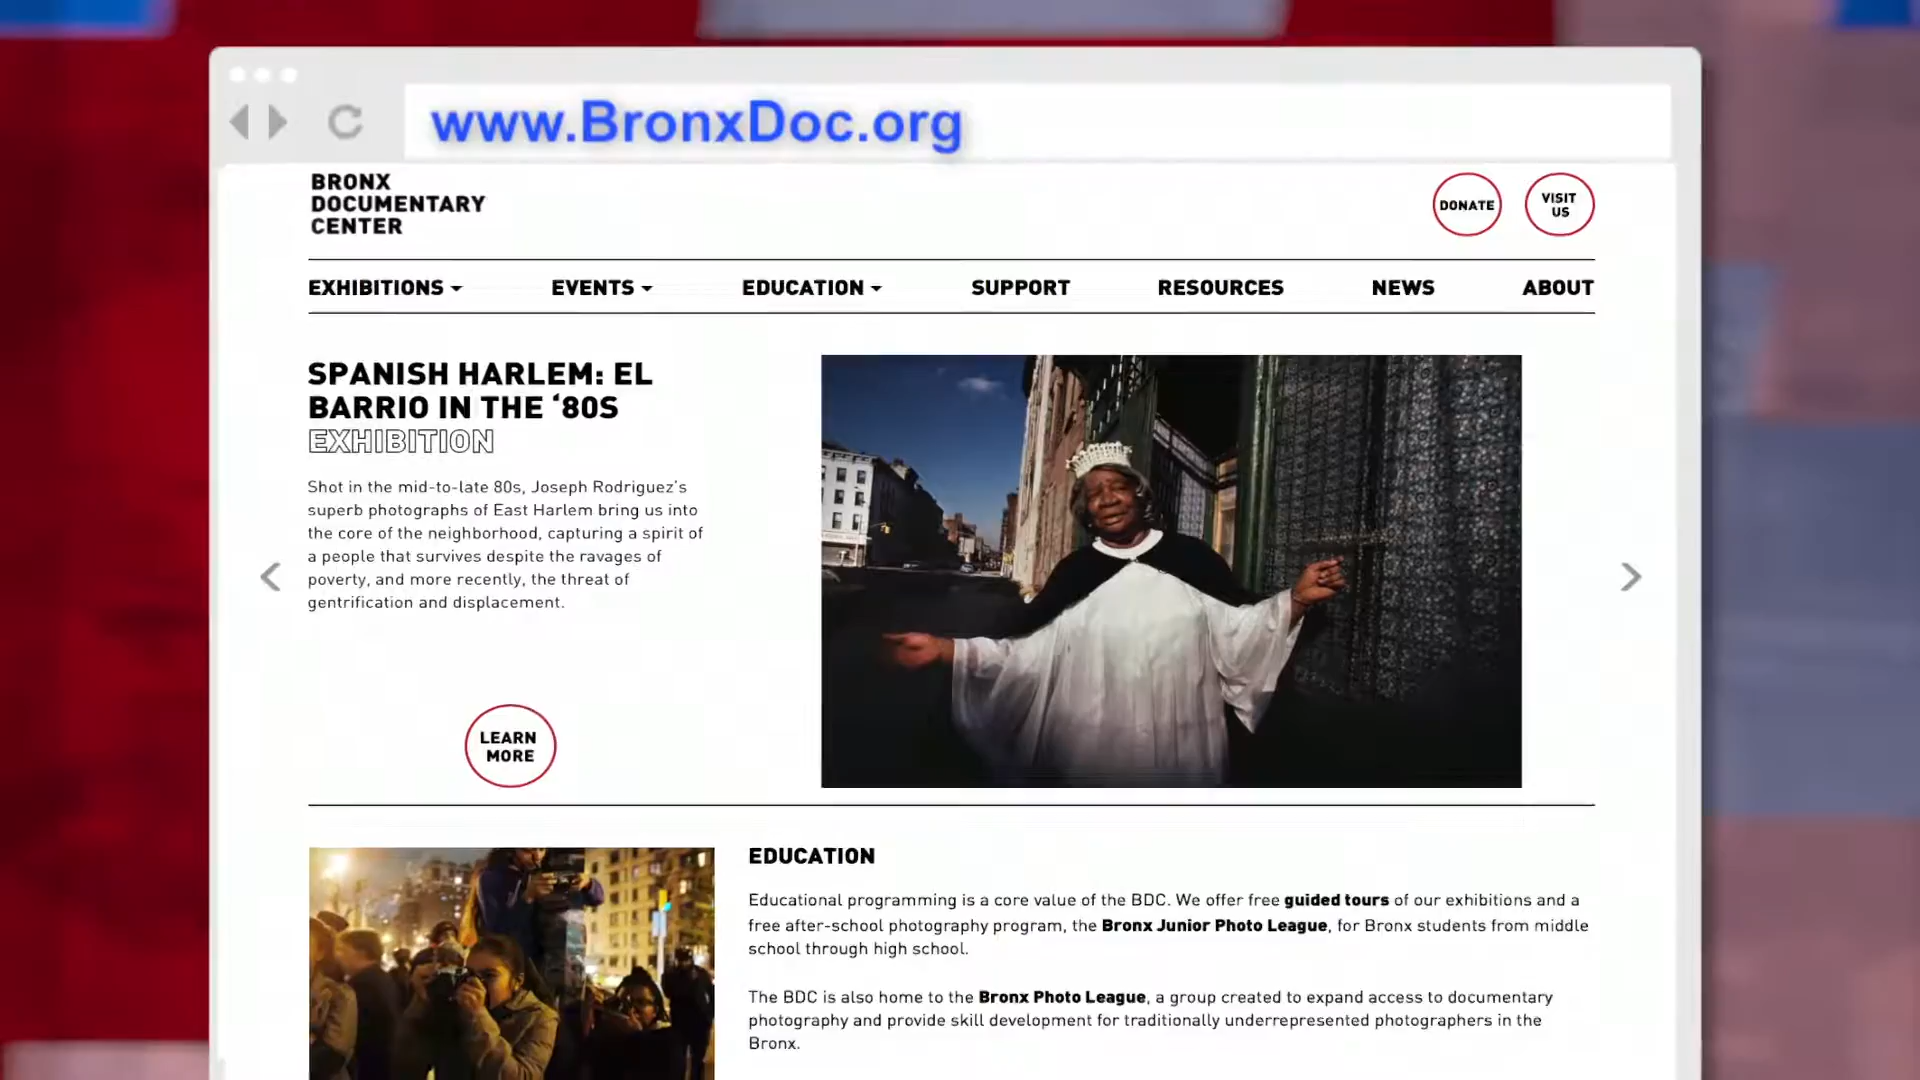 www.BronxDoc.org
BRONX
DOCUMENTARY
CENTER
DONATE
VISIT
US
EXHIBITIONS
EVENTS
EDUCATION
SUPPORT
RESOURCES
NEWS
ABOUT
SPANISH HARLEM: EL
BARRIO IN THE ‘80S
EXHIBITION
Shot in the mid-to-late 80s, Joseph Rodriguez’s
superb photographs of East Harlem bring us into
the core of the neighborhood, capturing a spirit of
a people that survives despite the ravages of
poverty, and more recently, the threat of
gentrification and displacement.
LEARN
MORE
EDUCATION
Educational programming is a core value of the BDC. We offer free guided tours of our exhibitions and a
free after-school photography program, the Bronx Junior Photo League, for Bronx students from middle
school through high school.
The BDC is also home to the Bronx Photo League, a group created to expand access to documentary
photography and provide skill development for traditionally underrepresented photographers in the
Bronx.